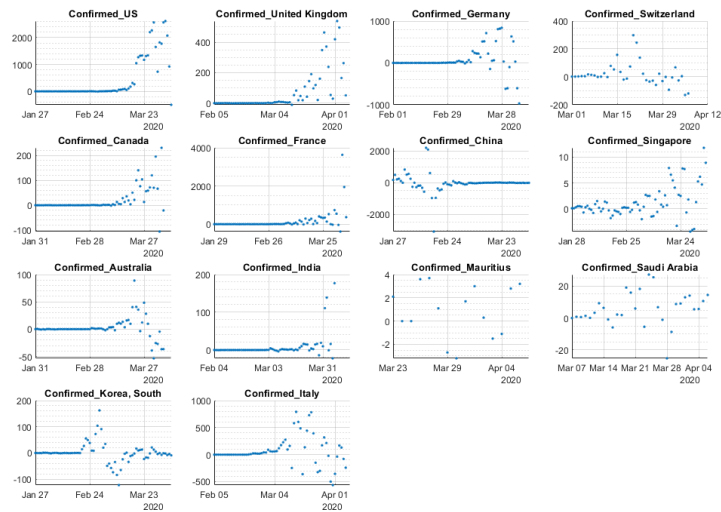 Confirmed_US
2000
1000
0
Jan 27 Feb 24 Mar 23
2020
Confirmed_United Kingdom
400
200
0
Feb 05 Mar 04 Apr 01
2020
Confirmed_Germany
1000
0
-1000
Feb 01 Feb 29 Mar 28
2020
Confirmed_Switzerland
400
200
0
-200
Mar 01 Mar 15 Mar 29 Apr 12
2020
Confirmed_Canada
200
100
0
-100
Jan 31 Feb 28 Mar 27
2020
Confirmed_France
4000
2000
0
Jan 29 Feb 26 Mar 25
2020
Confirmed_China
2000
0
-2000
Jan 27 Feb 24 Mar 23
2020
Confirmed_Singapore
10
5
0
Jan 28 Feb 25 Mar 24
2020
Confirmed_Australia
100
50
0
-50
Jan 31 Feb 28 Mar 27
2020
Confirmed_India
200
100
0
Feb 04 Mar 03 Mar 31
2020
Confirmed_Mauritius
4
2
0
-2
Mar 23 Mar 29 Apr 04
2020
Confirmed_Saudi Arabia
20
0
-20
Mar 07 Mar 14 Mar 21 Mar 28 Apr 04
2020
Confirmed_Korea, South
200
100
0
-100
Jan 27 Feb 24 Mar 23
2020
Confirmed_Italy
1000
500
0
-500
Feb 05 Mar 04 Apr 01
2020